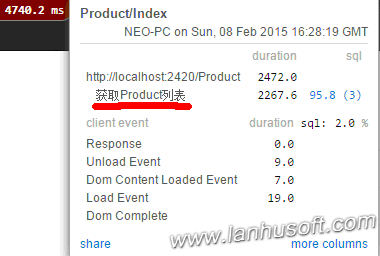 4740.2 ms
Product/Index
NEO-PC on Sun, 08 Feb 2015 16:28:19 GMT
duration sql
http://localhost:2420/Product 2472.0
获取Product列表 2267.6 95.8 (3)
client event duration sql: 2.0 %
Response 0.0
Unload Event 9.0
Dom Content Loaded Event 7.0
Load Event 19.0
Dom Complete
share more columns
www.lanhusoft.com